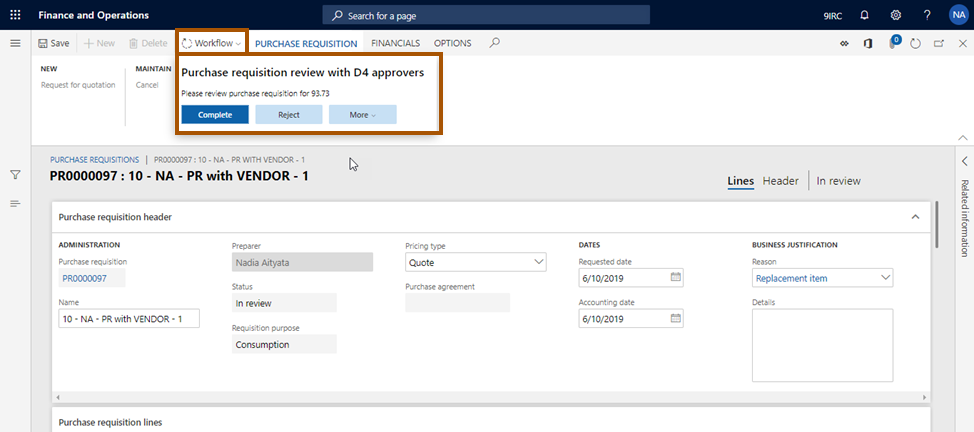 Finance and Operations
Search for a page
9IRC
?
NA
Save
New
Delete
Workflow
PURCHASE REQUISITION
FINANCIALS
OPTIONS
0
NEW
MAINTAIN
Request for quotation
Cancel
Purchase requisition review with D4 approvers
Please review purchase requisition for 93.73
Complete
Reject
More
PURCHASE REQUISITIONS | PR0000097 : 10 - NA - PR WITH VENDOR - 1
PR0000097 : 10 - NA - PR with VENDOR - 1
Lines
Header
In review
Related information
Purchase requisition header
ADMINISTRATION
Purchase requisition
PR0000097
Name
10 - NA - PR with VENDOR - 1
Preparer
Nadia Aityata
Status
In review
Requisition purpose
Consumption
Pricing type
Quote
Purchase agreement
DATES
Requested date
6/10/2019
Accounting date
6/10/2019
BUSINESS JUSTIFICATION
Reason
Replacement item
Details
Purchase requisition lines